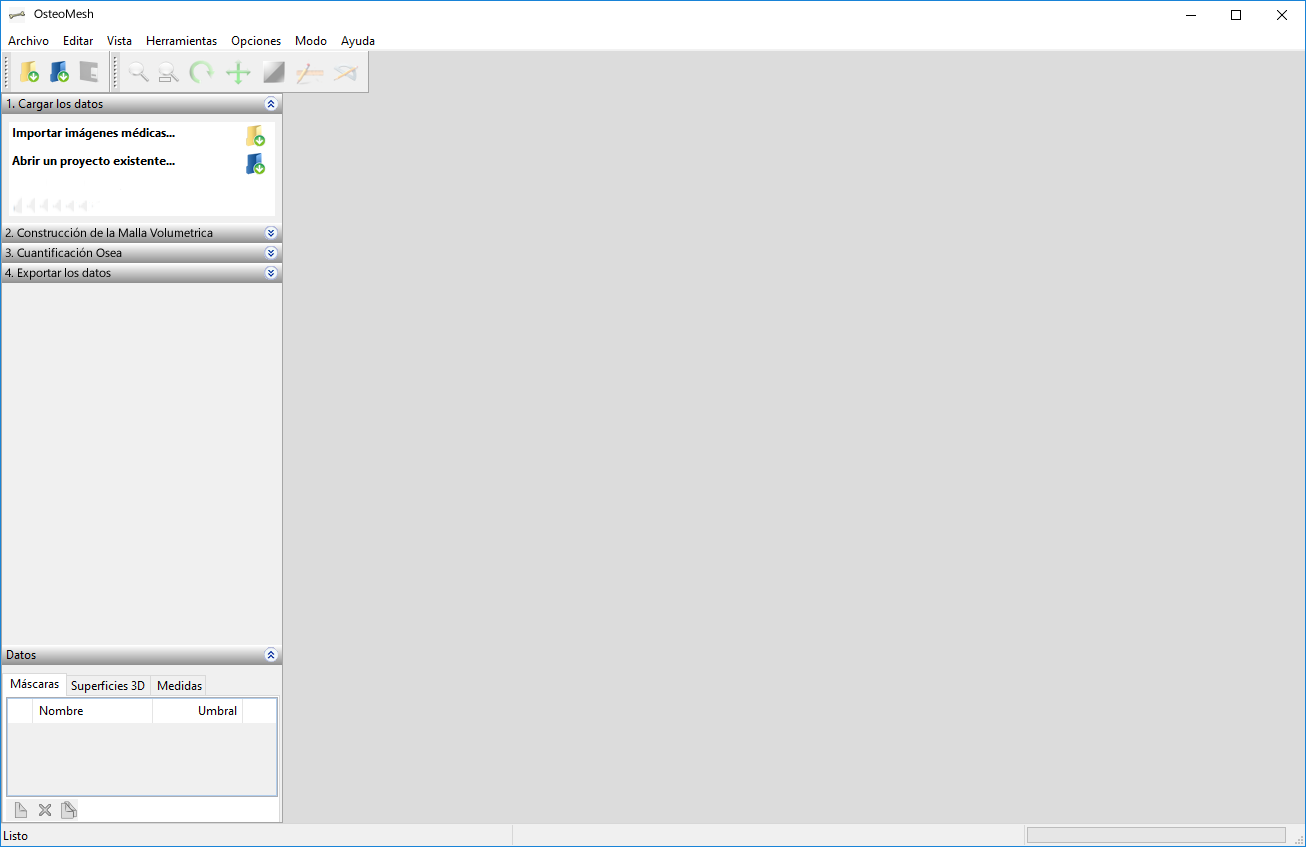 OsteoMesh
Archivo Editar Vista Herramientas Opciones Modo Ayuda
1. Cargar los datos
Importar imágenes médicas...
Abrir un proyecto existente...
2. Construcción de la Malla Volumetrica
3. Cuantificación Osea
4. Exportar los datos
Datos
Máscaras Superficies 3D Medidas
Nombre Umbral
Listo